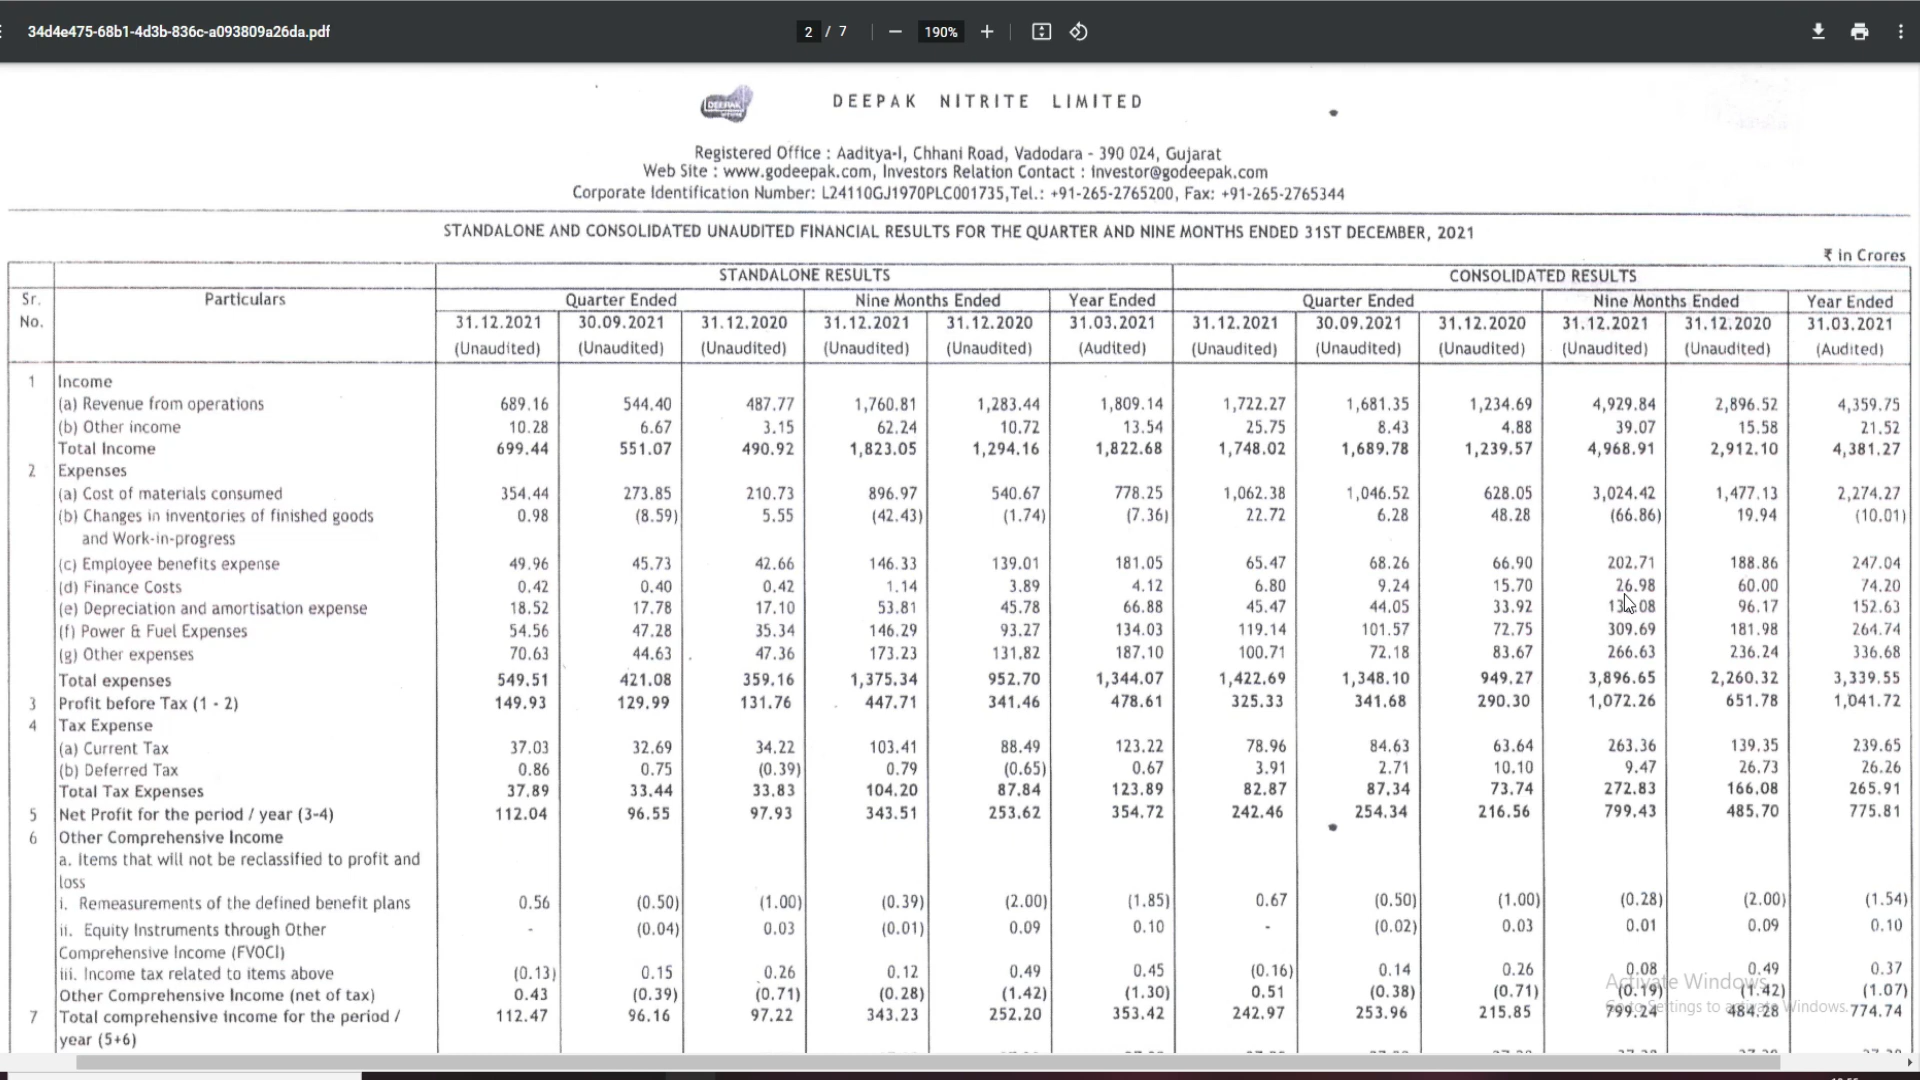 34d4e475-68b1-4d3b-836c-a093809a26da.pdf 2 / 7 190%
DEEPAK
DEEPAK NITRITE LIMITED
Registered Office : Aaditya-I, Chhani Road, Vadodara - 390 024, Gujarat
Web Site : www.godeepak.com, Investors Relation Contact : investor@godeepak.com
Corporate Identification Number: L24110GJ1970PLC001735,Tel.: +91-265-2765200, Fax: +91-265-2765344
STANDALONE AND CONSOLIDATED UNAUDITED FINANCIAL RESULTS FOR THE QUARTER AND NINE MONTHS ENDED 31ST DECEMBER, 2021
₹ in Crores
STANDALONE RESULTS CONSOLIDATED RESULTS
Sr. No. Particulars Quarter Ended Nine Months Ended Year Ended Quarter Ended Nine Months Ended Year Ended
31.12.2021 30.09.2021 31.12.2020 31.12.2021 31.12.2020 31.03.2021 31.12.2021 30.09.2021 31.12.2020 31.12.2021 31.12.2020 31.03.2021
(Unaudited) (Unaudited) (Unaudited) (Unaudited) (Unaudited) (Audited) (Unaudited) (Unaudited) (Unaudited) (Unaudited) (Unaudited) (Audited)
1 Income
(a) Revenue from operations 689.16 544.40 487.77 1,760.81 1,283.44 1,809.14 1,722.27 1,681.35 1,234.69 4,929.84 2,896.52 4,359.75
(b) Other income 10.28 6.67 3.15 62.24 10.72 13.54 25.75 8.43 4.88 39.07 15.58 21.52
Total Income 699.44 551.07 490.92 1,823.05 1,294.16 1,822.68 1,748.02 1,689.78 1,239.57 4,968.91 2,912.10 4,381.27
2 Expenses
(a) Cost of materials consumed 354.44 273.85 210.73 896.97 540.67 778.25 1,062.38 1,046.52 628.05 3,024.42 1,477.13 2,274.27
(b) Changes in inventories of finished goods 0.98 (8.59) 5.55 (42.43) (1.74) (7.36) 22.72 6.28 48.28 (66.86) 19.94 (10.01)
and Work-in-progress
(c) Employee benefits expense 49.96 45.73 42.66 146.33 139.01 181.05 65.47 68.26 66.90 202.71 188.86 247.04
(d) Finance Costs 0.42 0.40 0.42 1.14 3.89 4.12 6.80 9.24 15.70 26.98 60.00 74.20
(e) Depreciation and amortisation expense 18.52 17.78 17.10 53.81 45.78 66.88 45.47 44.05 33.92 96.17 152.63
(f) Power & Fuel Expenses 54.56 47.28 35.34 146.29 93.27 134.03 119.14 101.57 72.75 309.69 181.98 264.74
(g) Other expenses 70.63 44.63 47.36 173.23 131.82 187.10 100.71 72.18 83.67 266.63 236.24 336.68
Total expenses 549.51 421.08 359.16 1,375.34 952.70 1,344.07 1,422.69 1,348.10 949.27 3,896.65 2,260.32 3,339.55
3 Profit before Tax (1 - 2) 149.93 129.99 131.76 447.71 341.46 478.61 325.33 341.68 290.30 1,072.26 651.78 1,041.72
4 Tax Expense
(a) Current Tax 37.03 32.69 34.22 103.41 88.49 123.22 78.96 84.63 63.64 263.36 139.35 239.65
(b) Deferred Tax 0.86 0.75 (0.39) 0.79 (0.65) 0.67 3.91 2.71 10.10 9.47 26.73 26.26
Total Tax Expenses 37.89 33.44 33.83 104.20 87.84 123.89 82.87 87.34 73.74 272.83 166.08 265.91
5 Net Profit for the period / year (3-4) 112.04 96.55 97.93 343.51 253.62 354.72 242.46 254.34 216.56 799.43 485.70 775.81
6 Other Comprehensive Income
a. Items that will not be reclassified to profit and
loss
i. Remeasurements of the defined benefit plans 0.56 (0.50) (1.00) (0.39) (2.00) (1.85) 0.67 (0.50) (1.00) (0.28) (2.00) (1.54)
ii. Equity Instruments through Other - (0.04) 0.03 (0.01) 0.09 0.10 - (0.02) 0.03 0.01 0.09 0.10
Comprehensive Income (FVOCI)
iii. Income tax related to items above (0.13) 0.15 0.26 0.12 0.49 0.45 (0.16) 0.14 0.26 0.08 0.49 0.37
Other Comprehensive Income (net of tax) 0.43 (0.39) (0.71) (0.28) (1.42) (1.30) 0.51 (0.38) (0.71) (0.19) (1.42) (1.07)
7 Total comprehensive income for the period / 112.47 96.16 97.22 343.23 252.20 353.42 242.97 253.96 215.85 799.24 484.28 774.74
year (5+6)
Activate Windows
Go to Settings to activate Windows.